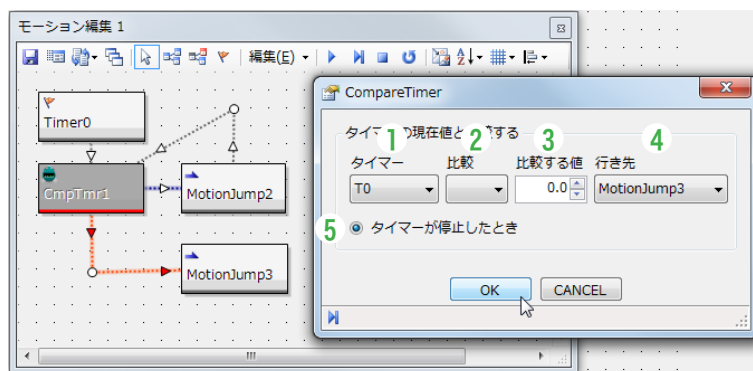 モーション編集 1
編集(E)
Timer0
CmpTmr1
MotionJump2
MotionJump3
CompareTimer
タイマーの現在値と比較する
1 2 3 4
タイマー 比較 比較する値 行き先
T0 0.0 MotionJump3
5 タイマーが停止したとき
OK CANCEL